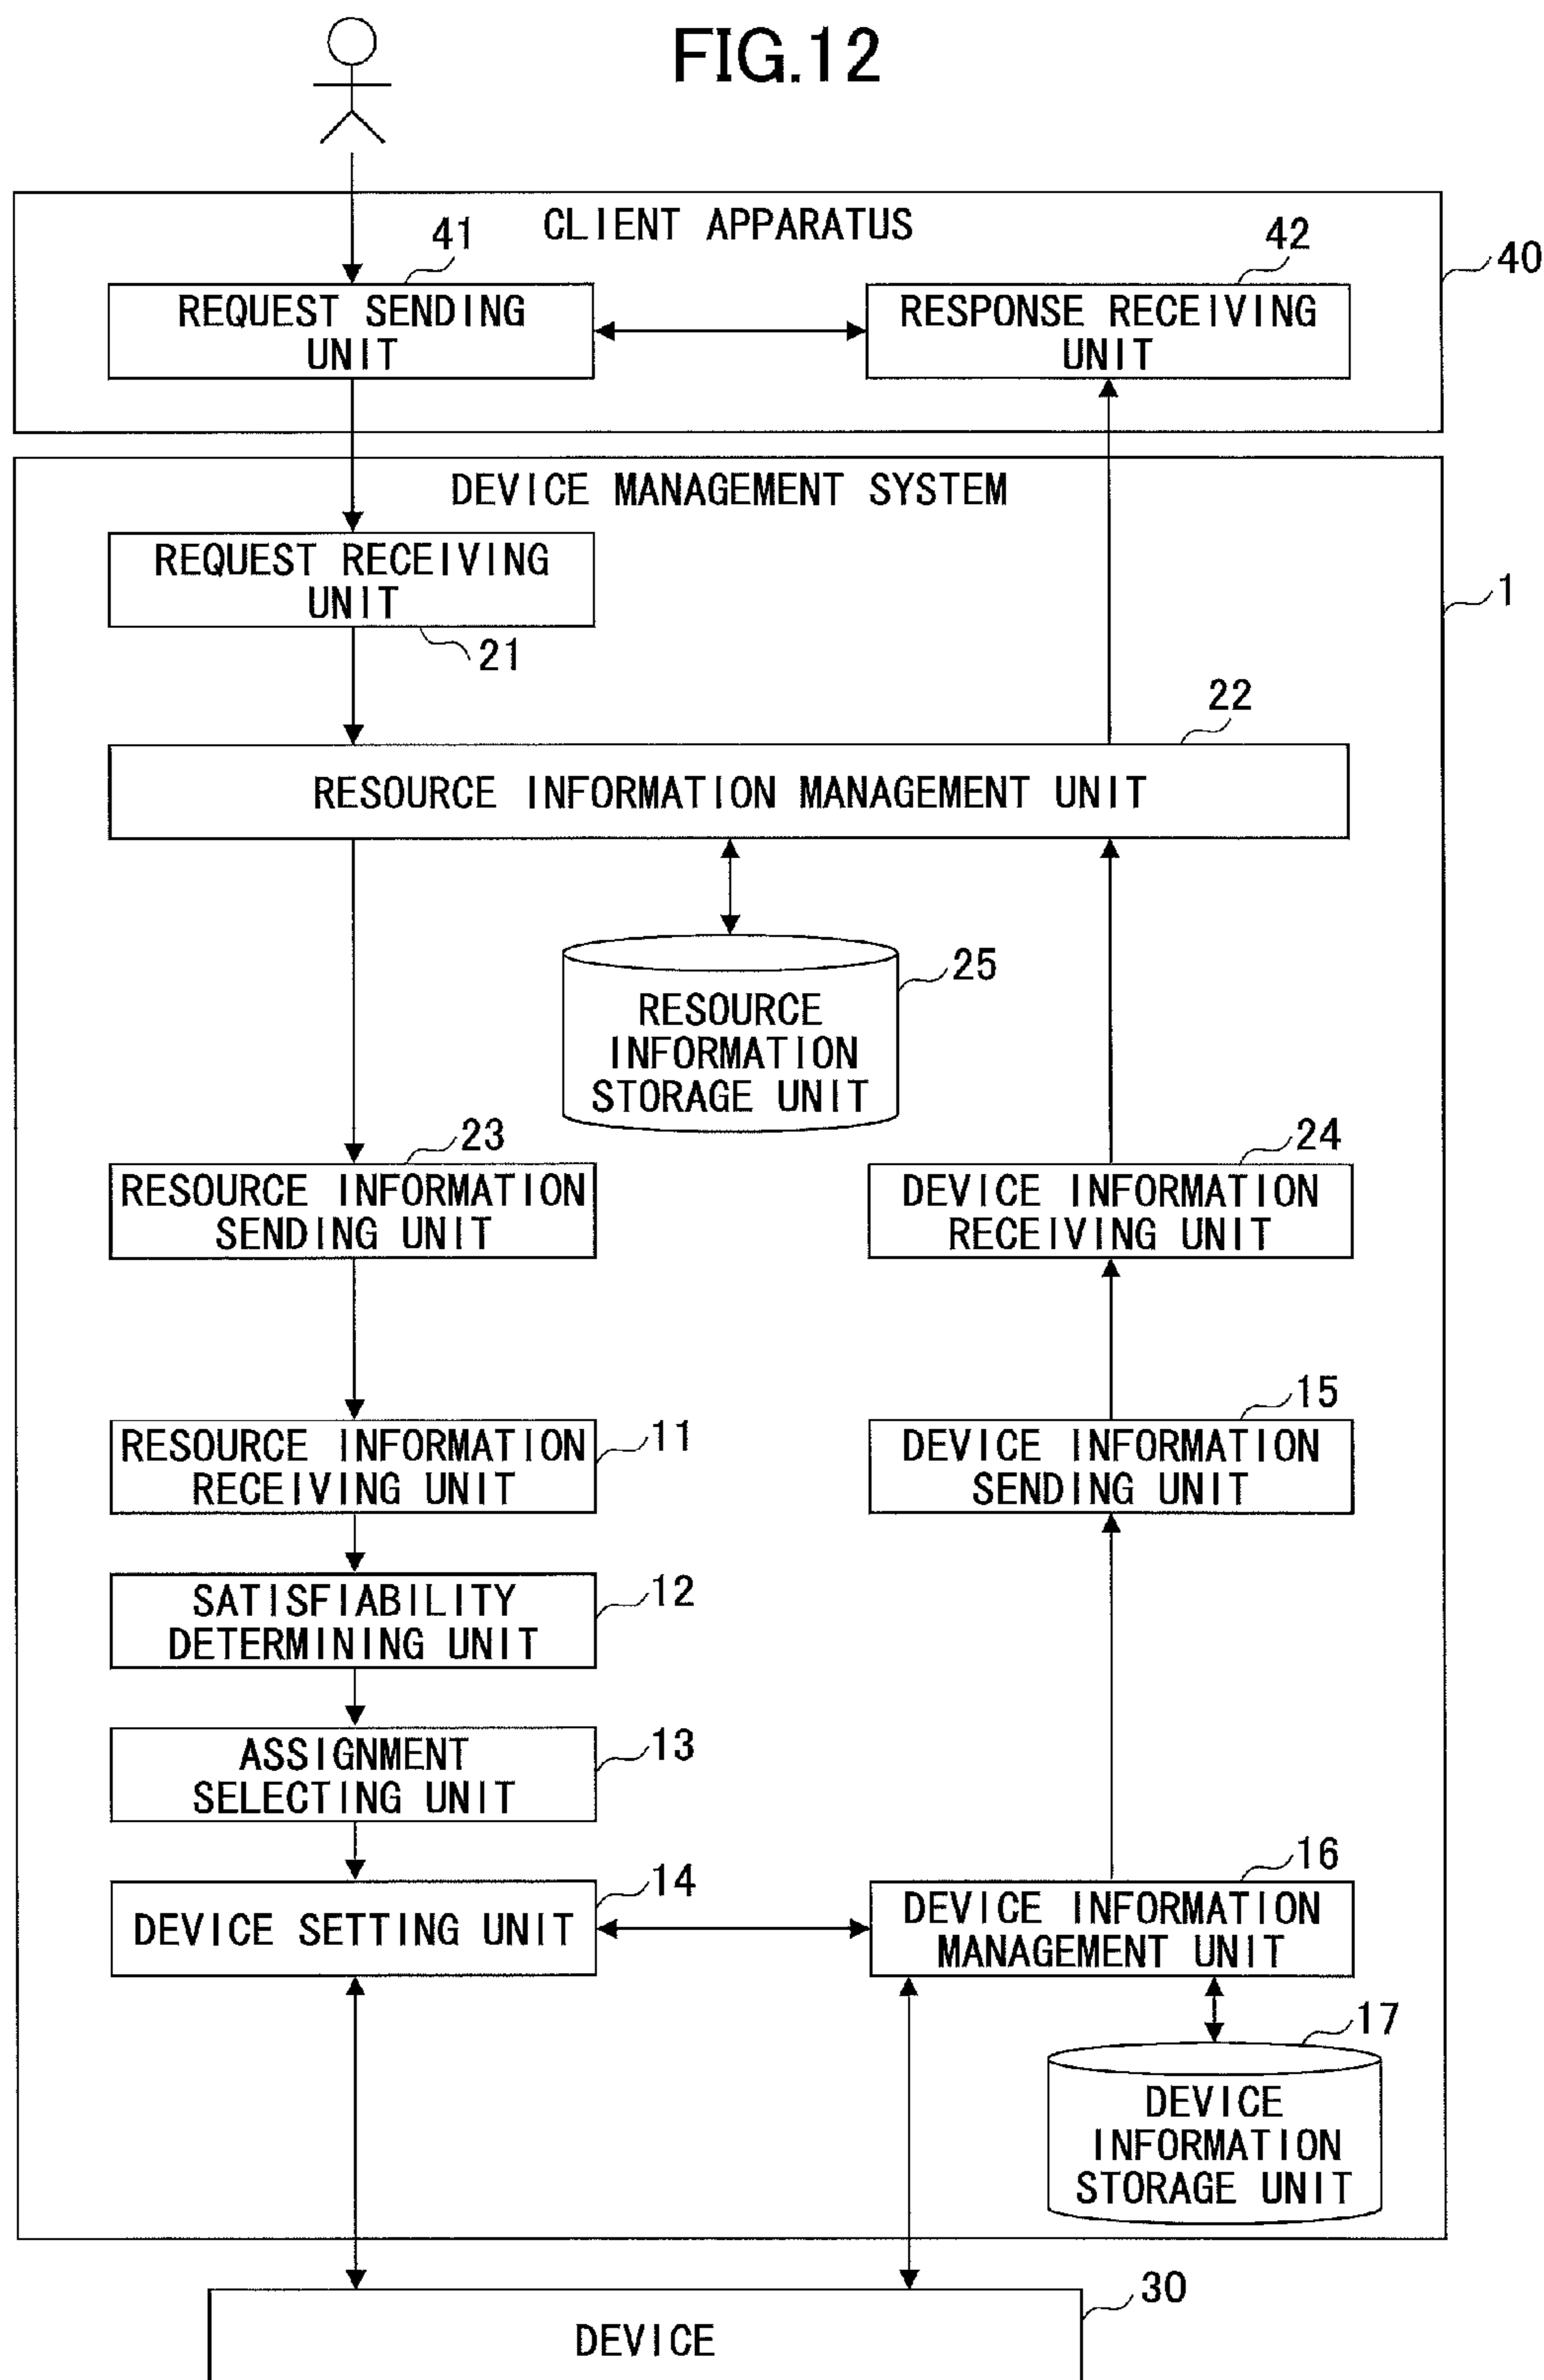 FIG.12
CLIENT APPARATUS
41
42
40
REQUEST SENDING
UNIT
RESPONSE RECEIVING
UNIT
DEVICE MANAGEMENT SYSTEM
1
REQUEST RECEIVING
UNIT
21
22
RESOURCE INFORMATION MANAGEMENT UNIT
25
RESOURCE
INFORMATION
STORAGE UNIT
23
RESOURCE INFORMATION
SENDING UNIT
24
DEVICE INFORMATION
RECEIVING UNIT
11
RESOURCE INFORMATION
RECEIVING UNIT
15
DEVICE INFORMATION
SENDING UNIT
12
SATISFIABILITY
DETERMINING UNIT
13
ASSIGNMENT
SELECTING UNIT
14
DEVICE SETTING UNIT
16
DEVICE INFORMATION
MANAGEMENT UNIT
17
DEVICE
INFORMATION
STORAGE UNIT
30
DEVICE